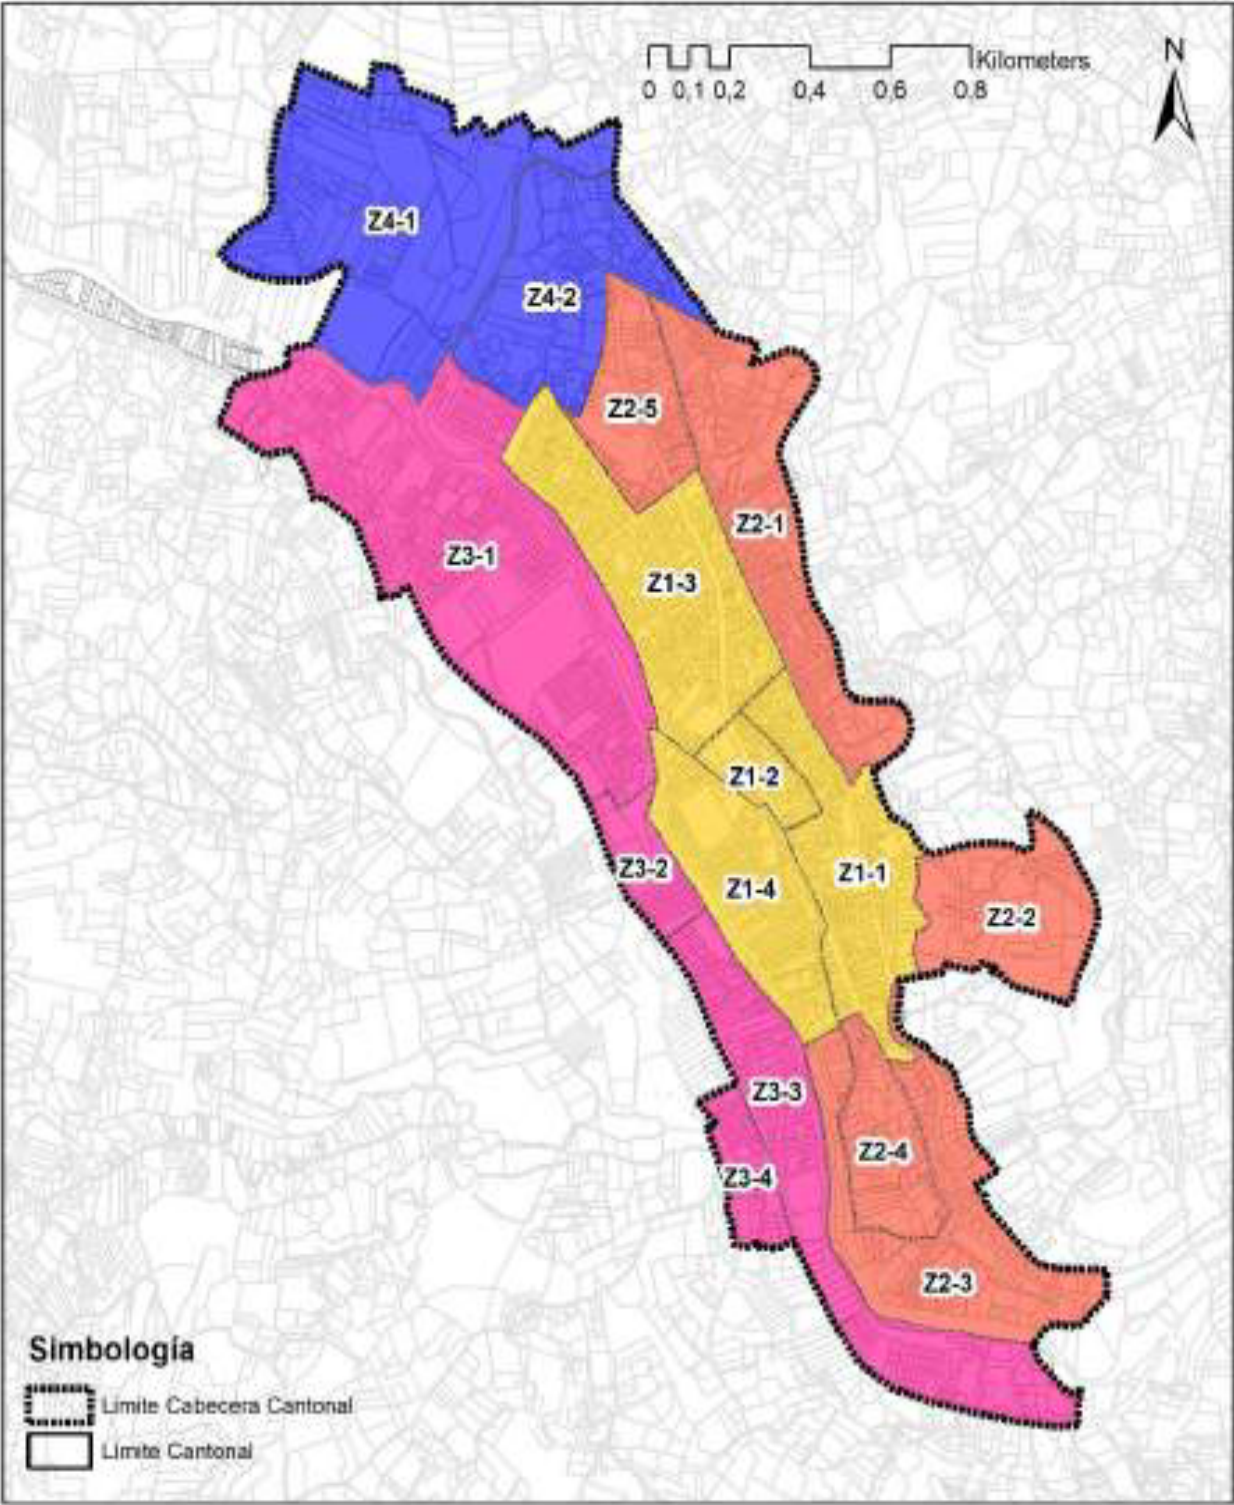 Kilometers
N
0 0,1 0,2 0,4 0,6 0,8
Z4-1
Z4-2
Z2-5
Z2-1
Z3-1
Z1-3
Z1-2
Z3-2
Z1-4
Z1-1
Z2-2
Z3-3
Z2-4
Z3-4
Z2-3
Simbología
Límite Cabecera Cantonal
Límite Cantonal